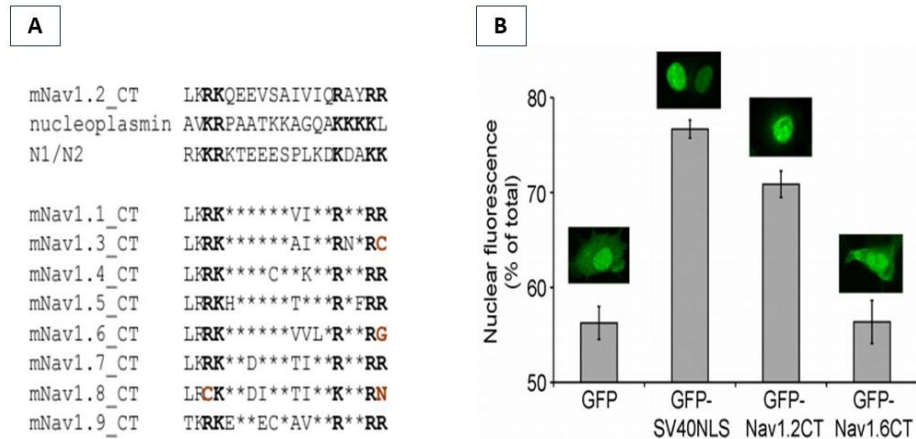 A
mNav1.2_CT LKRKQEEVSAIVIQRAYRR
nucleoplasmin AVKRPAATKKAGQAKKKKL
N1/N2 RKKRKTEEESPLKDKDAKK
mNav1.1_CT LKRK******VI**R**RR
mNav1.3_CT LKRK******AI**RN*RC
mNav1.4_CT LKRK****C**K**R**RR
mNav1.5_CT LRRKH*****T***R*FRR
mNav1.6_CT LRRK******VVL*R**RG
mNav1.7_CT LKRK**D***TI**R**RR
mNav1.8_CT LRCK**DI**TI**K**RN
mNav1.9_CT TKRKE**EC*AV**R**RR
B
Nuclear fluorescence
(% of total)
80
70
60
50
GFP
GFP-
SV40NLS
GFP-
Nav1.2CT
GFP-
Nav1.6CT